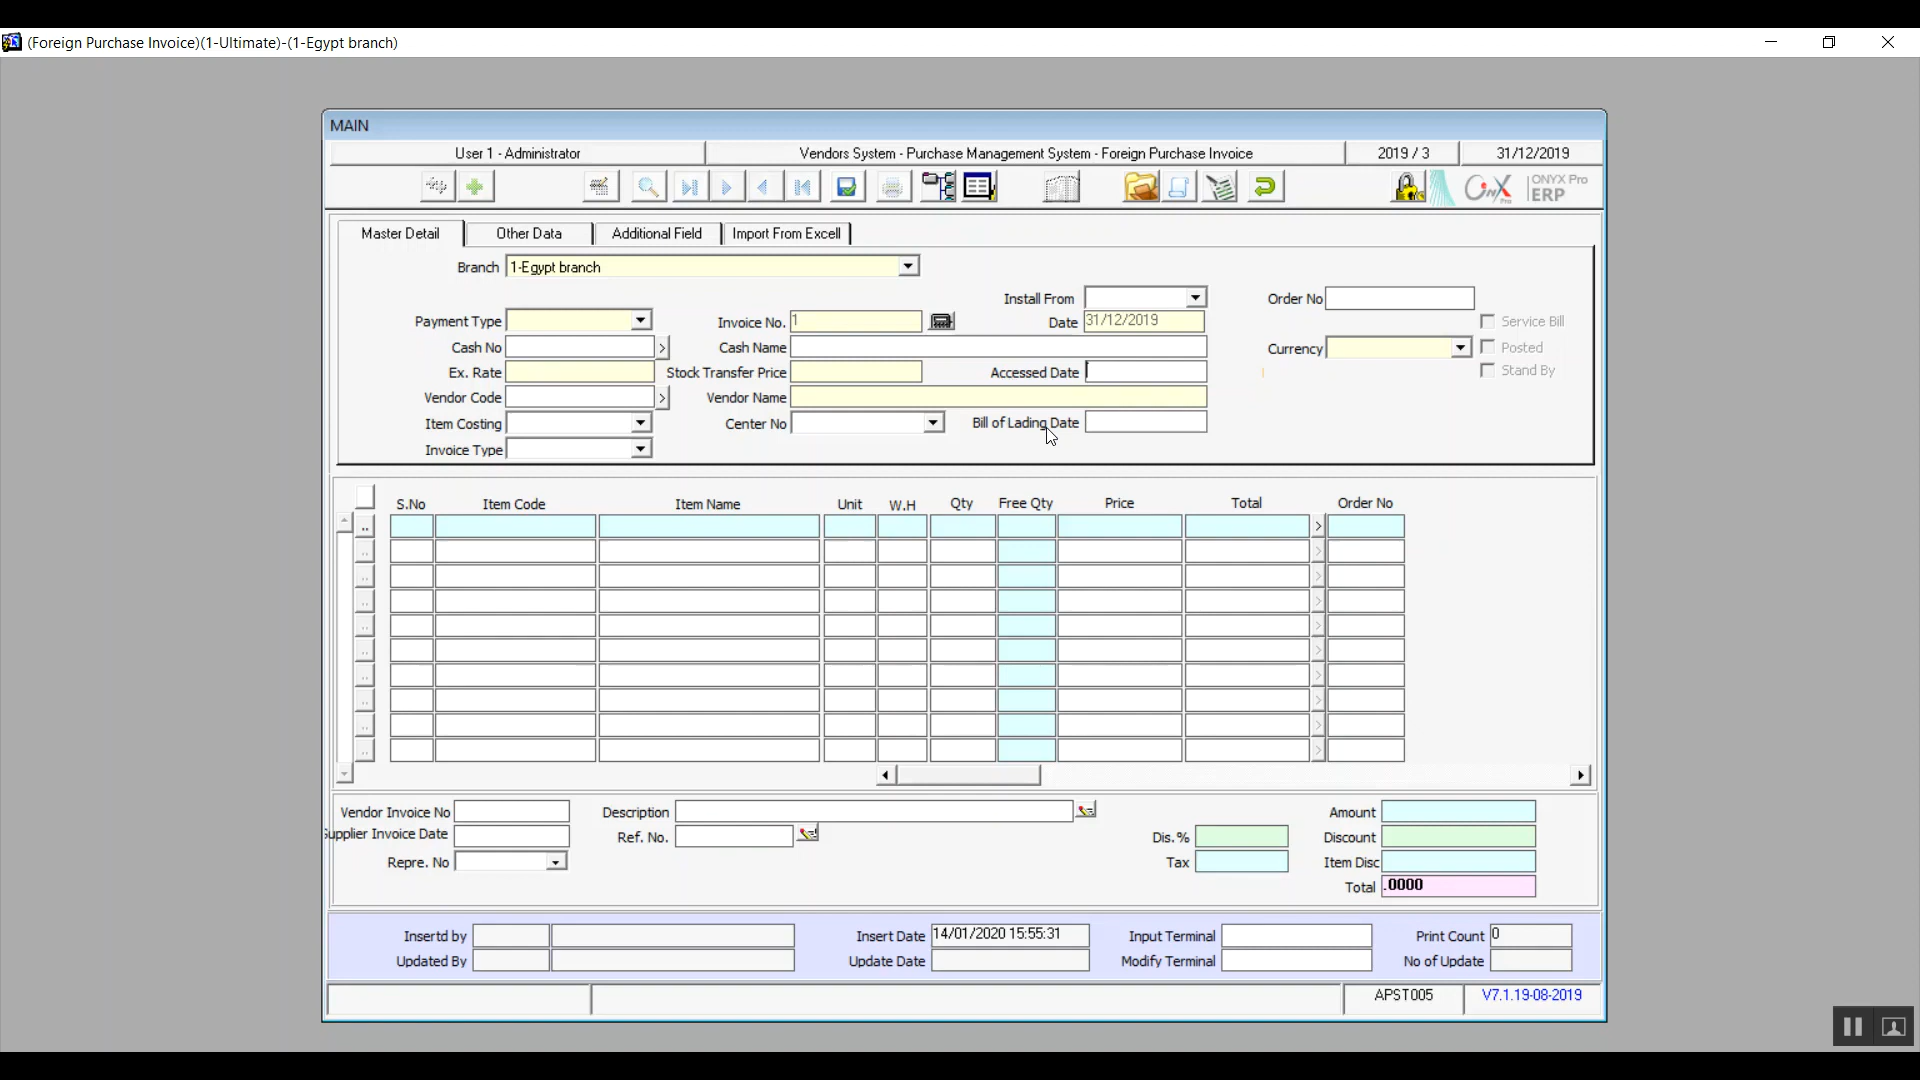 (Foreign Purchase Invoice)(1-Ultimate)-(1-Egypt branch)
MAIN
User 1 - Administrator
Vendors System - Purchase Management System - Foreign Purchase Invoice
2019 / 3
31/12/2019
ONYX Pro
ERP
Onyx Pro
Master Detail
Other Data
Additional Field
Import From Excell
Branch 1-Egypt branch
Install From
Order No
Payment Type
Invoice No. 1
Date 31/12/2019
Service Bill
Cash No
Cash Name
Currency
Posted
Ex. Rate
Stock Transfer Price
Accessed Date
Stand By
Vendor Code
Vendor Name
Item Costing
Center No
Bill of Lading Date
Invoice Type
S.No
Item Code
Item Name
Unit
W.H
Qty
Free Qty
Price
Total
Order No
Vendor Invoice No
Description
Amount
Supplier Invoice Date
Ref. No.
Dis.%
Discount
Repre. No
Tax
Item Disc
Total .0000
Insertd by
Insert Date 14/01/2020 15:55:31
Input Terminal
Print Count 0
Updated By
Update Date
Modify Terminal
No of Update
APST005
V7.1.19-08-2019